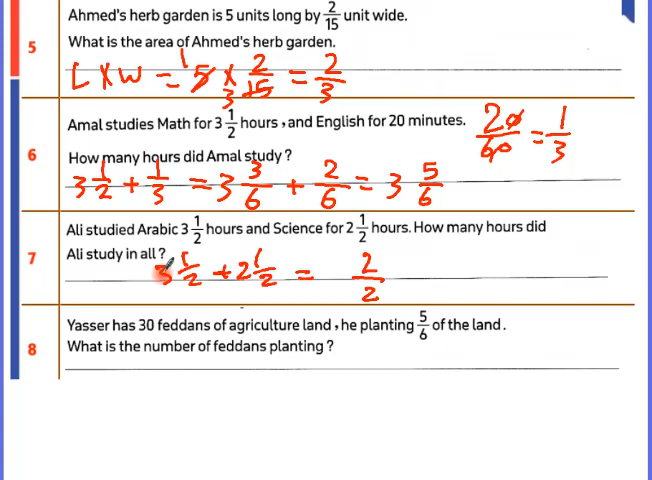 Ahmed's herb garden is 5 units long by 2/15 unit wide.
5
What is the area of Ahmed's herb garden.
L X W = 1 5 × 2 / 3 15 = 2/3
Amal studies Math for 3 1/2 hours , and English for 20 minutes.
20/60 = 1/3
6
How many hours did Amal study ?
3 1/2 + 1/3 = 3 3/6 + 2/6 = 3 5/6
Ali studied Arabic 3 1/2 hours and Science for 2 1/2 hours. How many hours did
7
Ali study in all ?
3 1/2 + 2 1/2 = 2/2
Yasser has 30 feddans of agriculture land , he planting 5/6 of the land .
8
What is the number of feddans planting ?